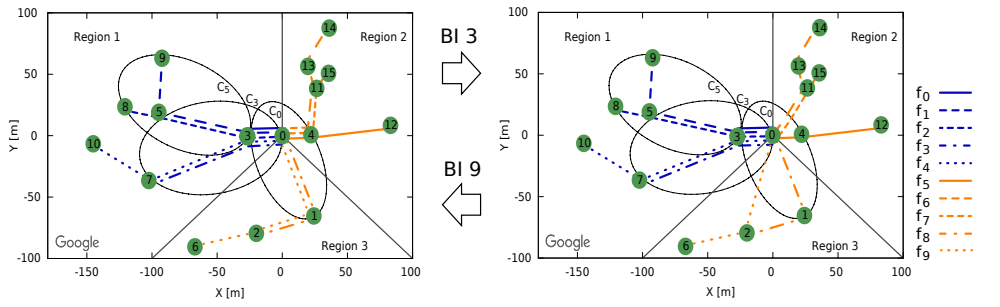 100
50
0
-50
-100
Y [m]
-150
-100
-50
0
50
100
X [m]
Region 1
Region 2
Region 3
C5
C3
C0
14
13
15
11
9
8
5
3
0
4
12
10
7
1
2
6
Google
BI 3
BI 9
100
50
0
-50
-100
Y [m]
-150
-100
-50
0
50
100
X [m]
Region 1
Region 2
Region 3
C5
C3
C0
14
13
15
11
9
8
5
3
0
4
12
10
7
1
2
6
Google
f0
f1
f2
f3
f4
f5
f6
f7
f8
f9